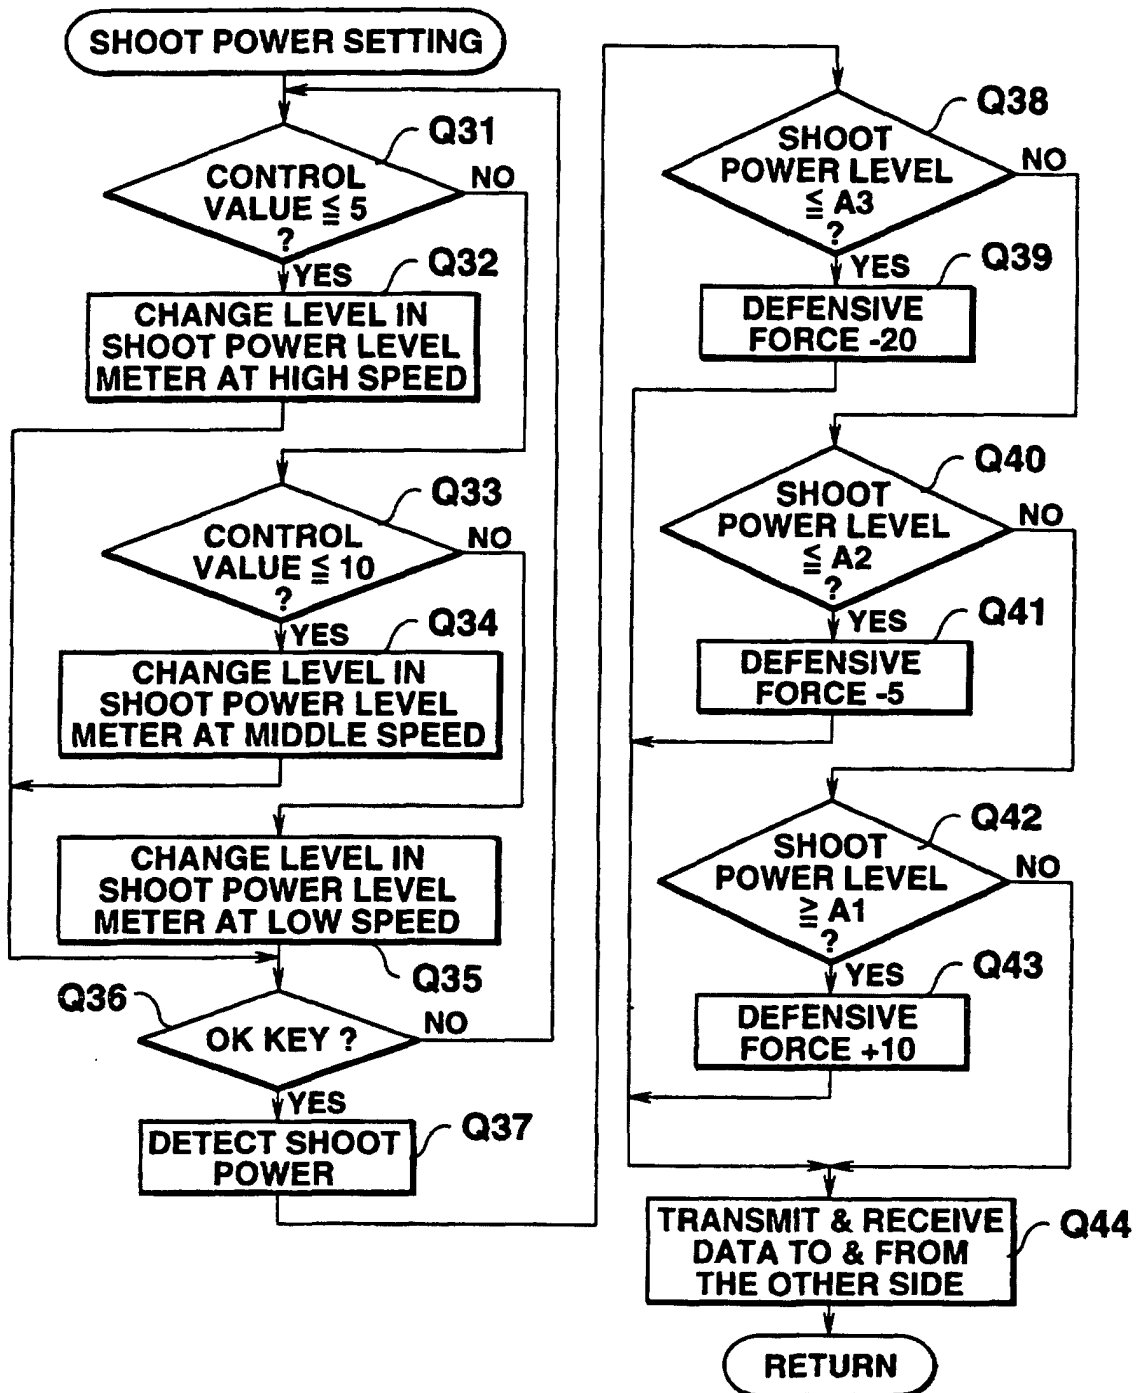 SHOOT POWER SETTING
Q31
CONTROL
VALUE ≦ 5
?
NO
YES
Q32
CHANGE LEVEL IN
SHOOT POWER LEVEL
METER AT HIGH SPEED
Q33
CONTROL
VALUE ≦ 10
?
NO
YES
Q34
CHANGE LEVEL IN
SHOOT POWER LEVEL
METER AT MIDDLE SPEED
CHANGE LEVEL IN
SHOOT POWER LEVEL
METER AT LOW SPEED
Q35
Q36
OK KEY ?
NO
YES
Q37
DETECT SHOOT
POWER
Q38
SHOOT
POWER LEVEL
≦ A3
?
NO
YES
Q39
DEFENSIVE
FORCE -20
Q40
SHOOT
POWER LEVEL
≦ A2
?
NO
YES
Q41
DEFENSIVE
FORCE -5
Q42
SHOOT
POWER LEVEL
≧ A1
?
NO
YES
Q43
DEFENSIVE
FORCE +10
TRANSMIT & RECEIVE
DATA TO & FROM
THE OTHER SIDE
Q44
RETURN